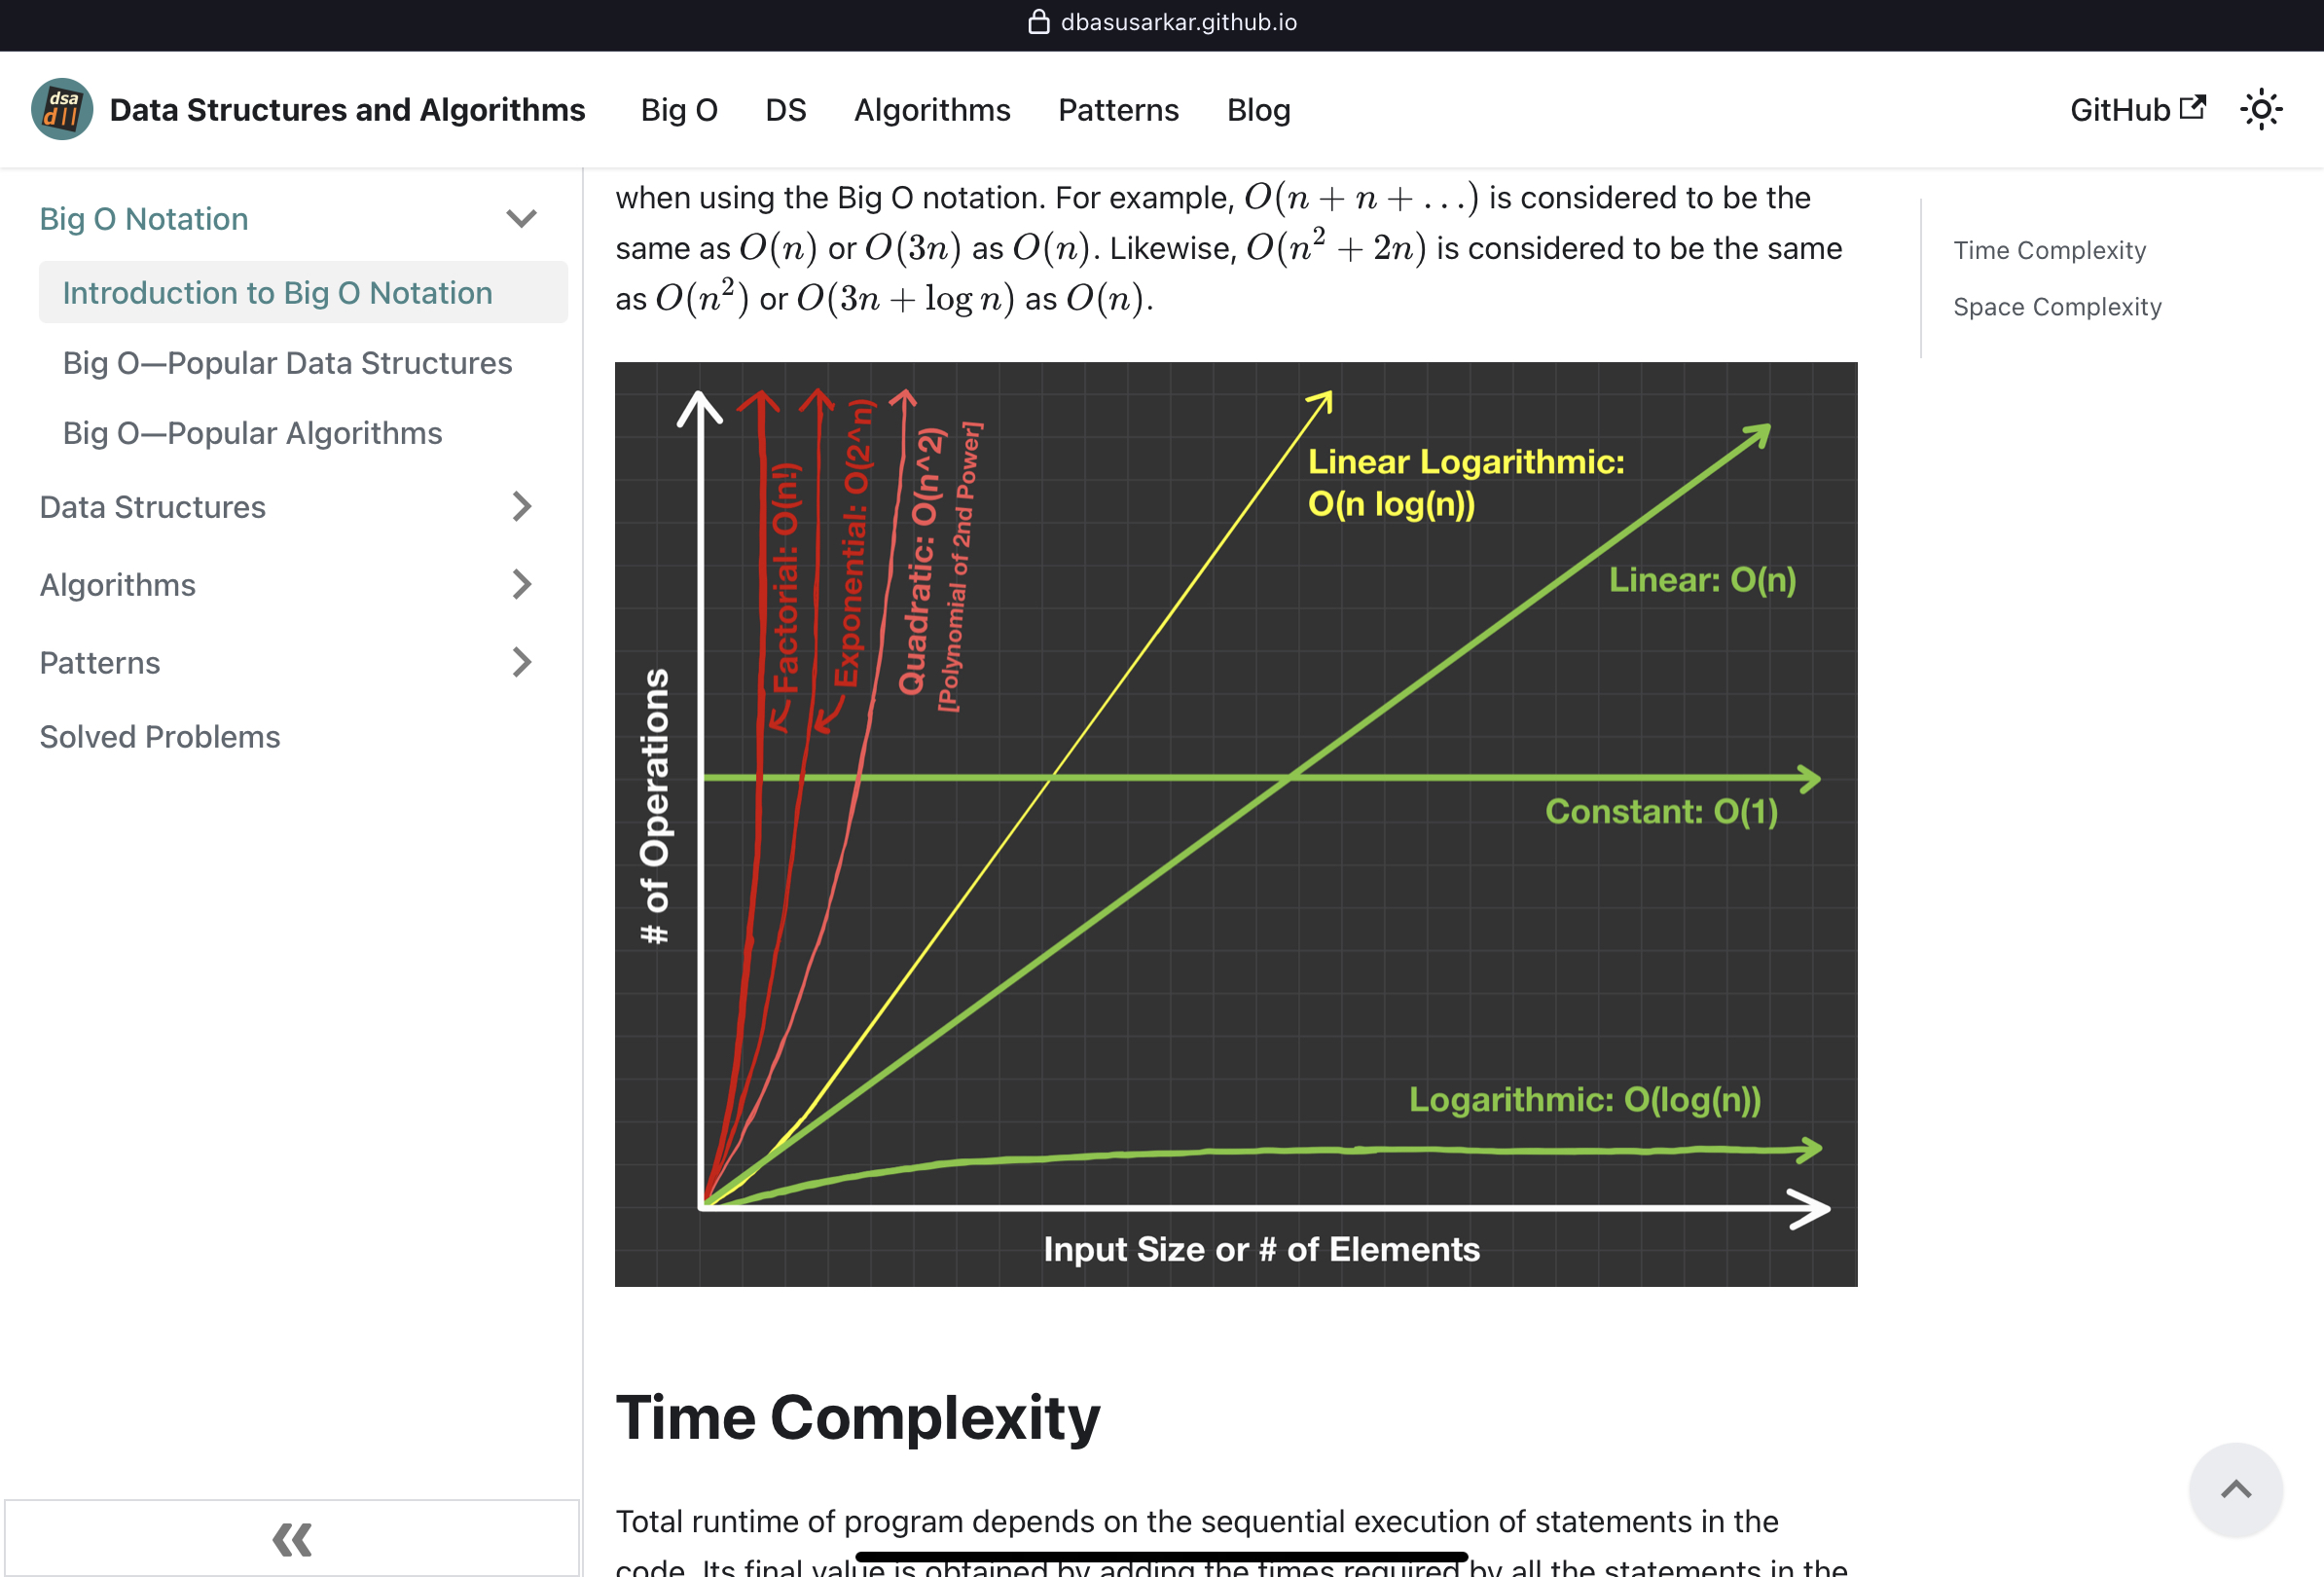 dbasusarkar.github.io
dsa
d||
Data Structures and Algorithms
Big O
DS
Algorithms
Patterns
Blog
GitHub
Big O Notation
Introduction to Big O Notation
Big O—Popular Data Structures
Big O—Popular Algorithms
Data Structures
Algorithms
Patterns
Solved Problems
when using the Big O notation. For example, O(n + n + ...) is considered to be the
same as O(n) or O(3n) as O(n). Likewise, O(n² + 2n) is considered to be the same
as O(n²) or O(3n + log n) as O(n).
# of Operations
Factorial: O(n!)
Exponential: O(2^n)
Quadratic: O(n^2)
[Polynomial of 2nd Power]
Linear Logarithmic:
O(n log(n))
Linear: O(n)
Constant: O(1)
Logarithmic: O(log(n))
Input Size or # of Elements
Time Complexity
Total runtime of program depends on the sequential execution of statements in the
code. Its final value is obtained by adding the times required by all the statements in the
Time Complexity
Space Complexity